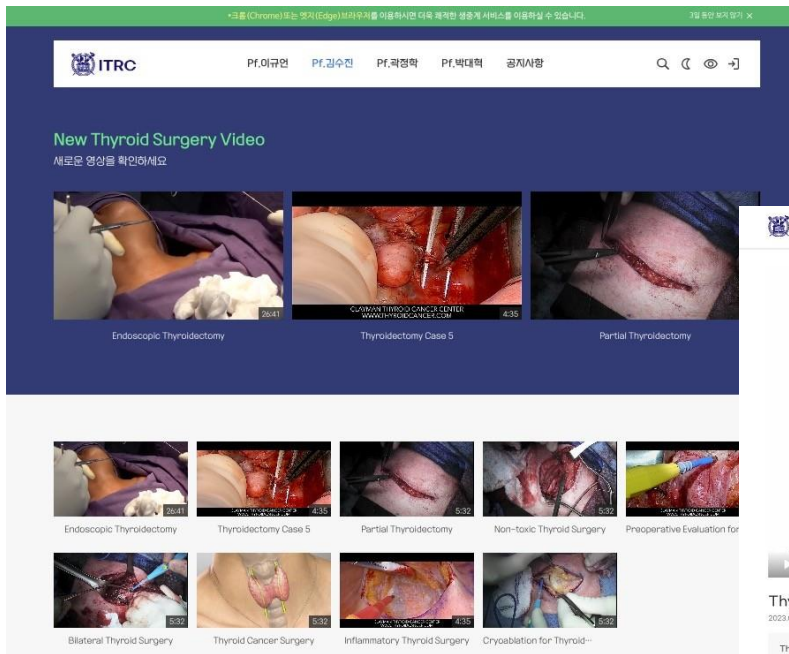 •크롬(Chrome)또는 엣지(Edge)브라우저를 이용하시면 더욱 쾌적한 생중계 서비스를 이용하실 수 있습니다.
3일 동안 보지 않기 ×
ITRC
Pf.이규언 Pf.김수진 Pf.곽정학 Pf.박대혁 공지사항
New Thyroid Surgery Video
새로운 영상을 확인하세요
26:41
CLAYMAN THYROID CANCER CENTER
WWW.THYROIDCANCER.COM
4:35
Endoscopic Thyroidectomy
Thyroidectomy Case 5
Partial Thyroidectomy
26:41
4:35
5:32
5:32
Endoscopic Thyroidectomy
Thyroidectomy Case 5
Partial Thyroidectomy
Non-toxic Thyroid Surgery
Preoperative Evaluation for
5:32
5:32
4:35
5:32
Bilateral Thyroid Surgery
Thyroid Cancer Surgery
Inflammatory Thyroid Surgery
Cryoablation for Thyroid···
Thy
2023.
Th